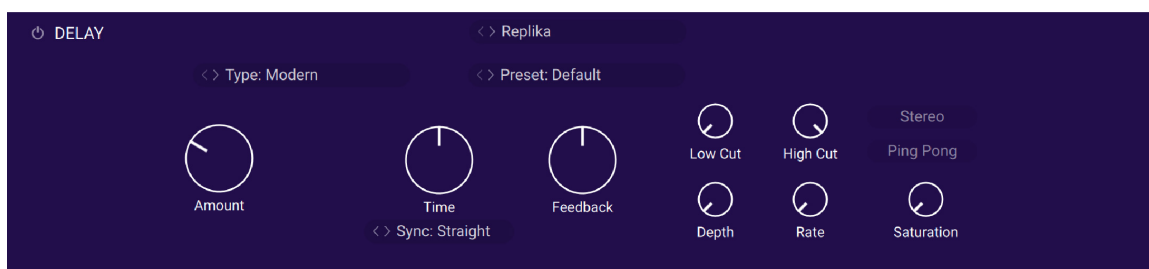 DELAY
Replika
Type: Modern
Preset: Default
Stereo
Ping Pong
Low Cut
High Cut
Amount
Time
Feedback
Sync: Straight
Depth
Rate
Saturation